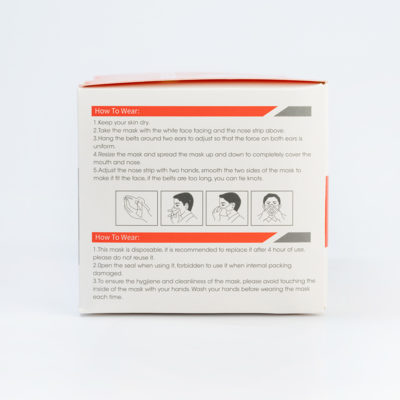 How To Wear:
1.Keep your skin dry.
2.Take the mask with the while face facing and the nose strip above.
3.Hang the belts around two ears to adjust so that the force on both ears is
uniform.
4.Resize the mask and spread the mask up and down to completely cover the
mouth and nose.
5.Adjust the nose strip with two hands, smooth the two sides of the mask to
make it fit the face, if the belts are too long, you can tie knots.
How To Wear:
1.This mask is disposable, it is recommended to replace it after 4 hour of use,
please do not reuse it.
2.Open the seal when using it,forbidden to use it when internal packing
damaged.
3.To ensure the hygiene and cleanliness of the mask, please avoid touching the
inside of the mask with your hands. Wash your hands before wearing the mask
each time.